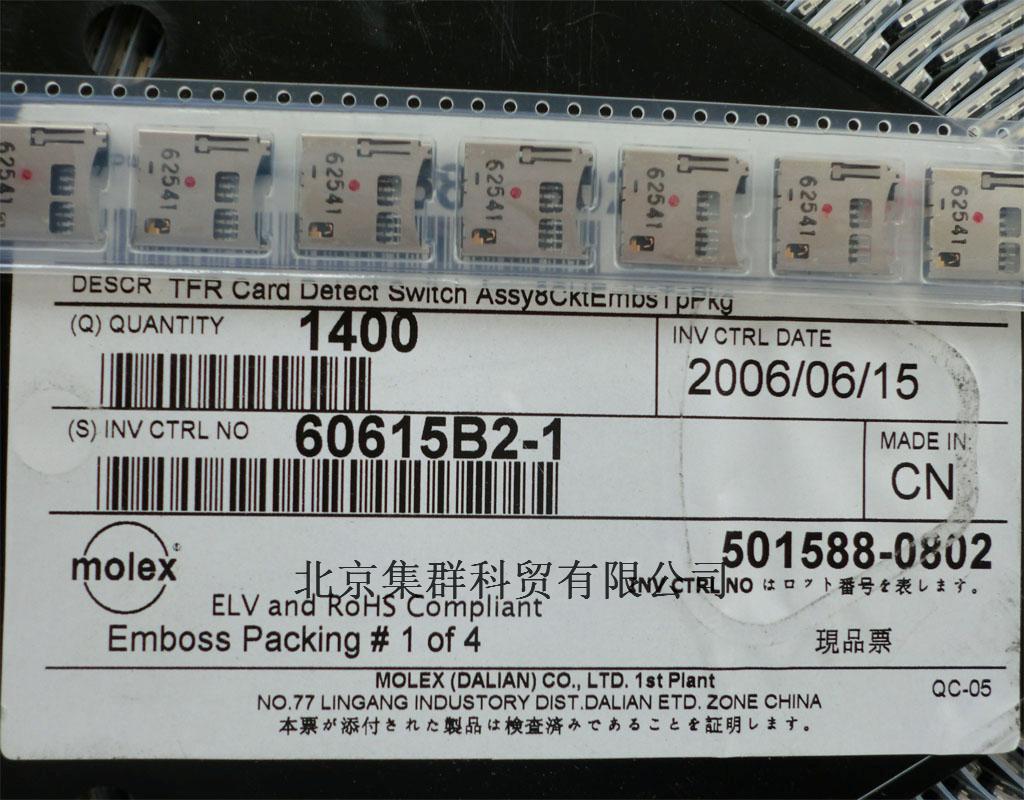 62541
62541
62541
62541
62541
62541
DESCR TFR Card Detect Switch Assy8CktEmbsTpPkg
(Q) QUANTITY 1400
INV CTRL DATE
2006/06/15
(S) INV CTRL NO 60615B2-1
MADE IN:
CN
molex®
501588-0802
北京集群科贸有限公司
INV CTRL NO はロット番号を表します。
ELV and RoHS Compliant
Emboss Packing # 1 of 4
現品票
MOLEX (DALIAN) CO., LTD. 1st Plant
QC-05
NO.77 LINGANG INDUSTORY DIST.DALIAN ETD. ZONE CHINA
本票が添付された製品は検査済みであることを証明します。